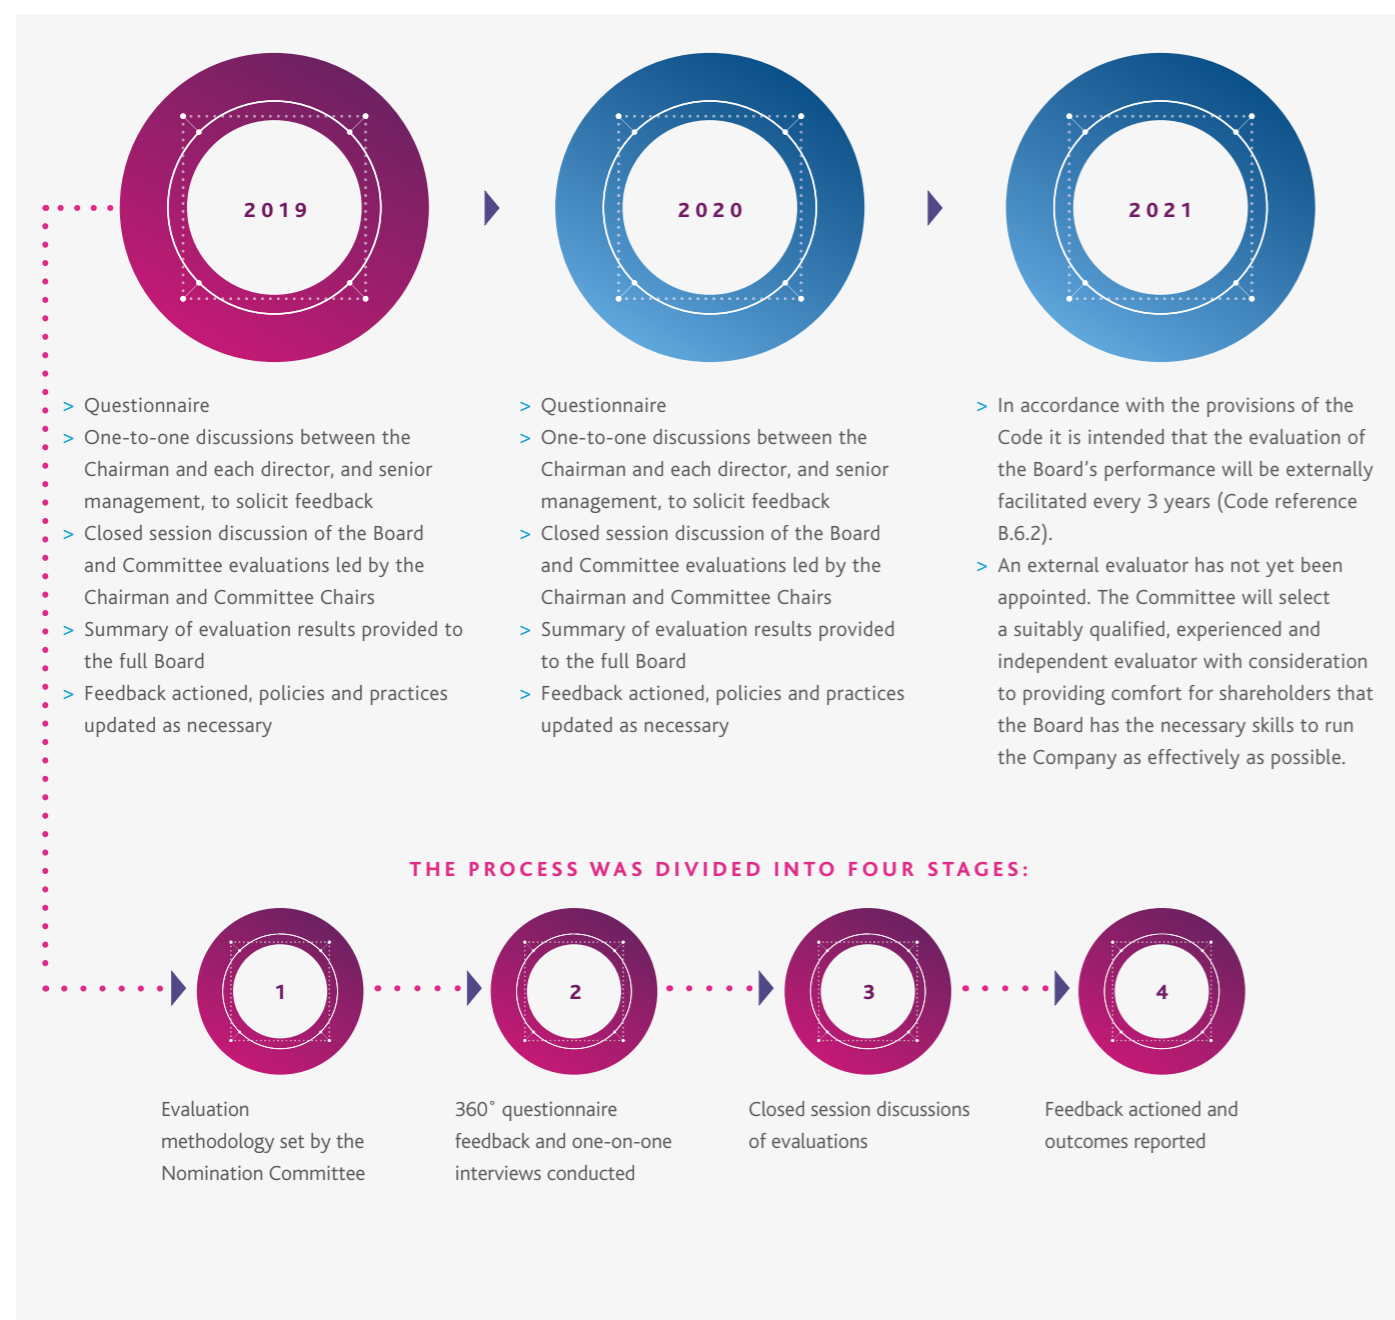 2019
2020
2021
> Questionnaire
> One-to-one discussions between the
Chairman and each director, and senior
management, to solicit feedback
> Closed session discussion of the Board
and Committee evaluations led by the
Chairman and Committee Chairs
> Summary of evaluation results provided to
the full Board
> Feedback actioned, policies and practices
updated as necessary
> Questionnaire
> One-to-one discussions between the
Chairman and each director, and senior
management, to solicit feedback
> Closed session discussion of the Board
and Committee evaluations led by the
Chairman and Committee Chairs
> Summary of evaluation results provided
to the full Board
> Feedback actioned, policies and practices
updated as necessary
> In accordance with the provisions of the
Code it is intended that the evaluation of
the Board's performance will be externally
facilitated every 3 years (Code reference
B.6.2).
> An external evaluator has not yet been
appointed. The Committee will select
a suitably qualified, experienced and
independent evaluator with consideration
to providing comfort for shareholders that
the Board has the necessary skills to run
the Company as effectively as possible.
THE PROCESS WAS DIVIDED INTO FOUR STAGES:
1
2
3
4
Evaluation
methodology set by the
Nomination Committee
360° questionnaire
feedback and one-on-one
interviews conducted
Closed session discussions
of evaluations
Feedback actioned and
outcomes reported